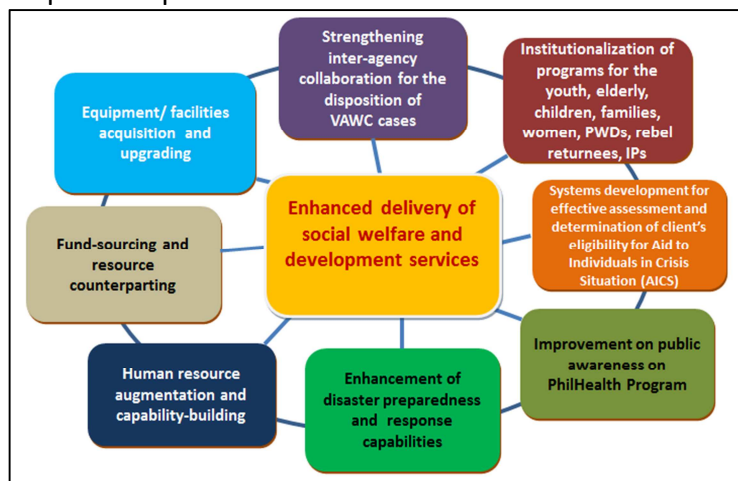 Strengthening
inter-agency
collaboration for the
disposition of
VAWC cases
Institutionalization of
programs for the
youth, elderly,
children, families,
women, PWDs, rebel
returnees, IPs
Equipment/ facilities
acquisition and
upgrading
Enhanced delivery of
social welfare and
development services
Systems development for
effective assessment and
determination of client's
eligibility for Aid to
Individuals in Crisis
Situation (AICS)
Fund-sourcing and
resource
counterparting
Improvement on public
awareness on
PhilHealth Program
Human resource
augmentation and
capability-building
Enhancement of
disaster preparedness
and response
capabilities